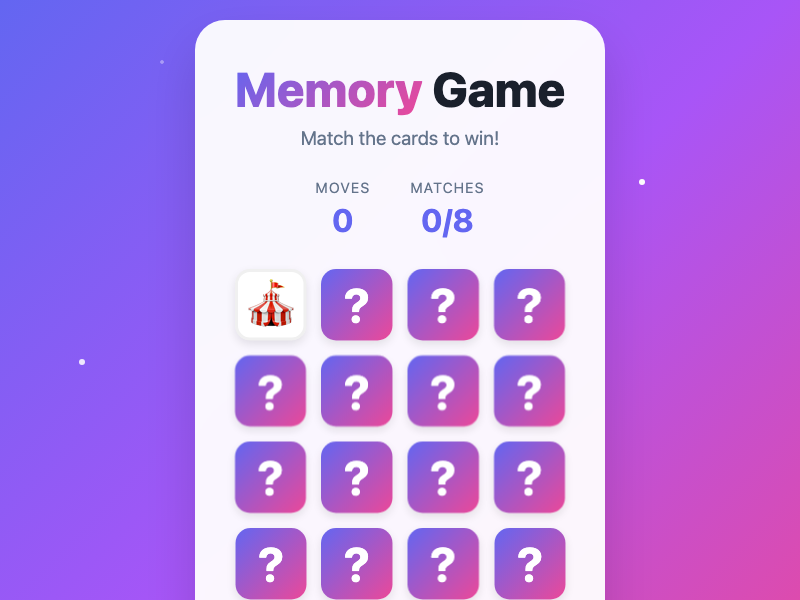 Memory Game
Match the cards to win!
MOVES MATCHES
0 0/8
? ? ?
? ? ? ?
? ? ? ?
? ? ? ?